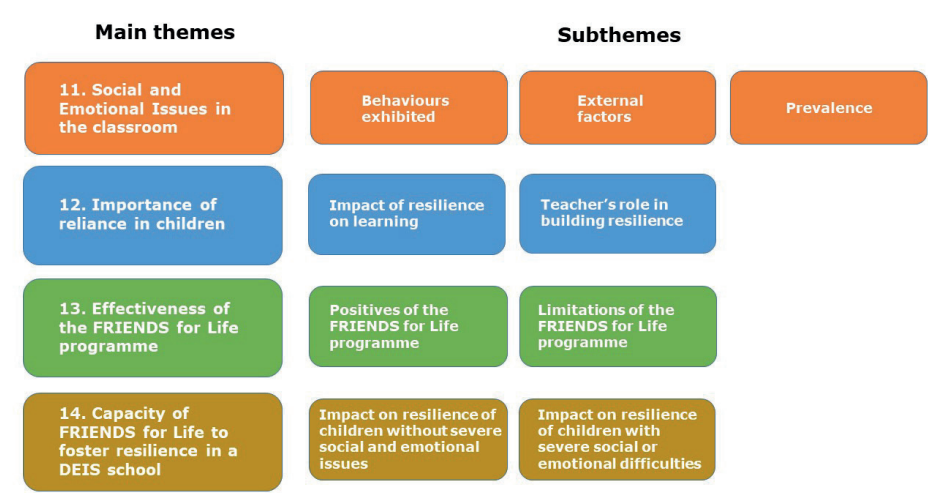 Main themes
Subthemes
11. Social and
Emotional Issues in
the classroom
Behaviours
exhibited
External
factors
Prevalence
12. Importance of
reliance in children
Impact of resilience
on learning
Teacher's role in
building resilience
13. Effectiveness of
the FRIENDS for Life
programme
Positives of the
FRIENDS for Life
programme
Limitations of the
FRIENDS for Life
programme
14. Capacity of
FRIENDS for Life to
foster resilience in a
DEIS school
Impact on resilience of
children without severe
social and emotional
issues
Impact on resilience
of children with
severe social or
emotional difficulties